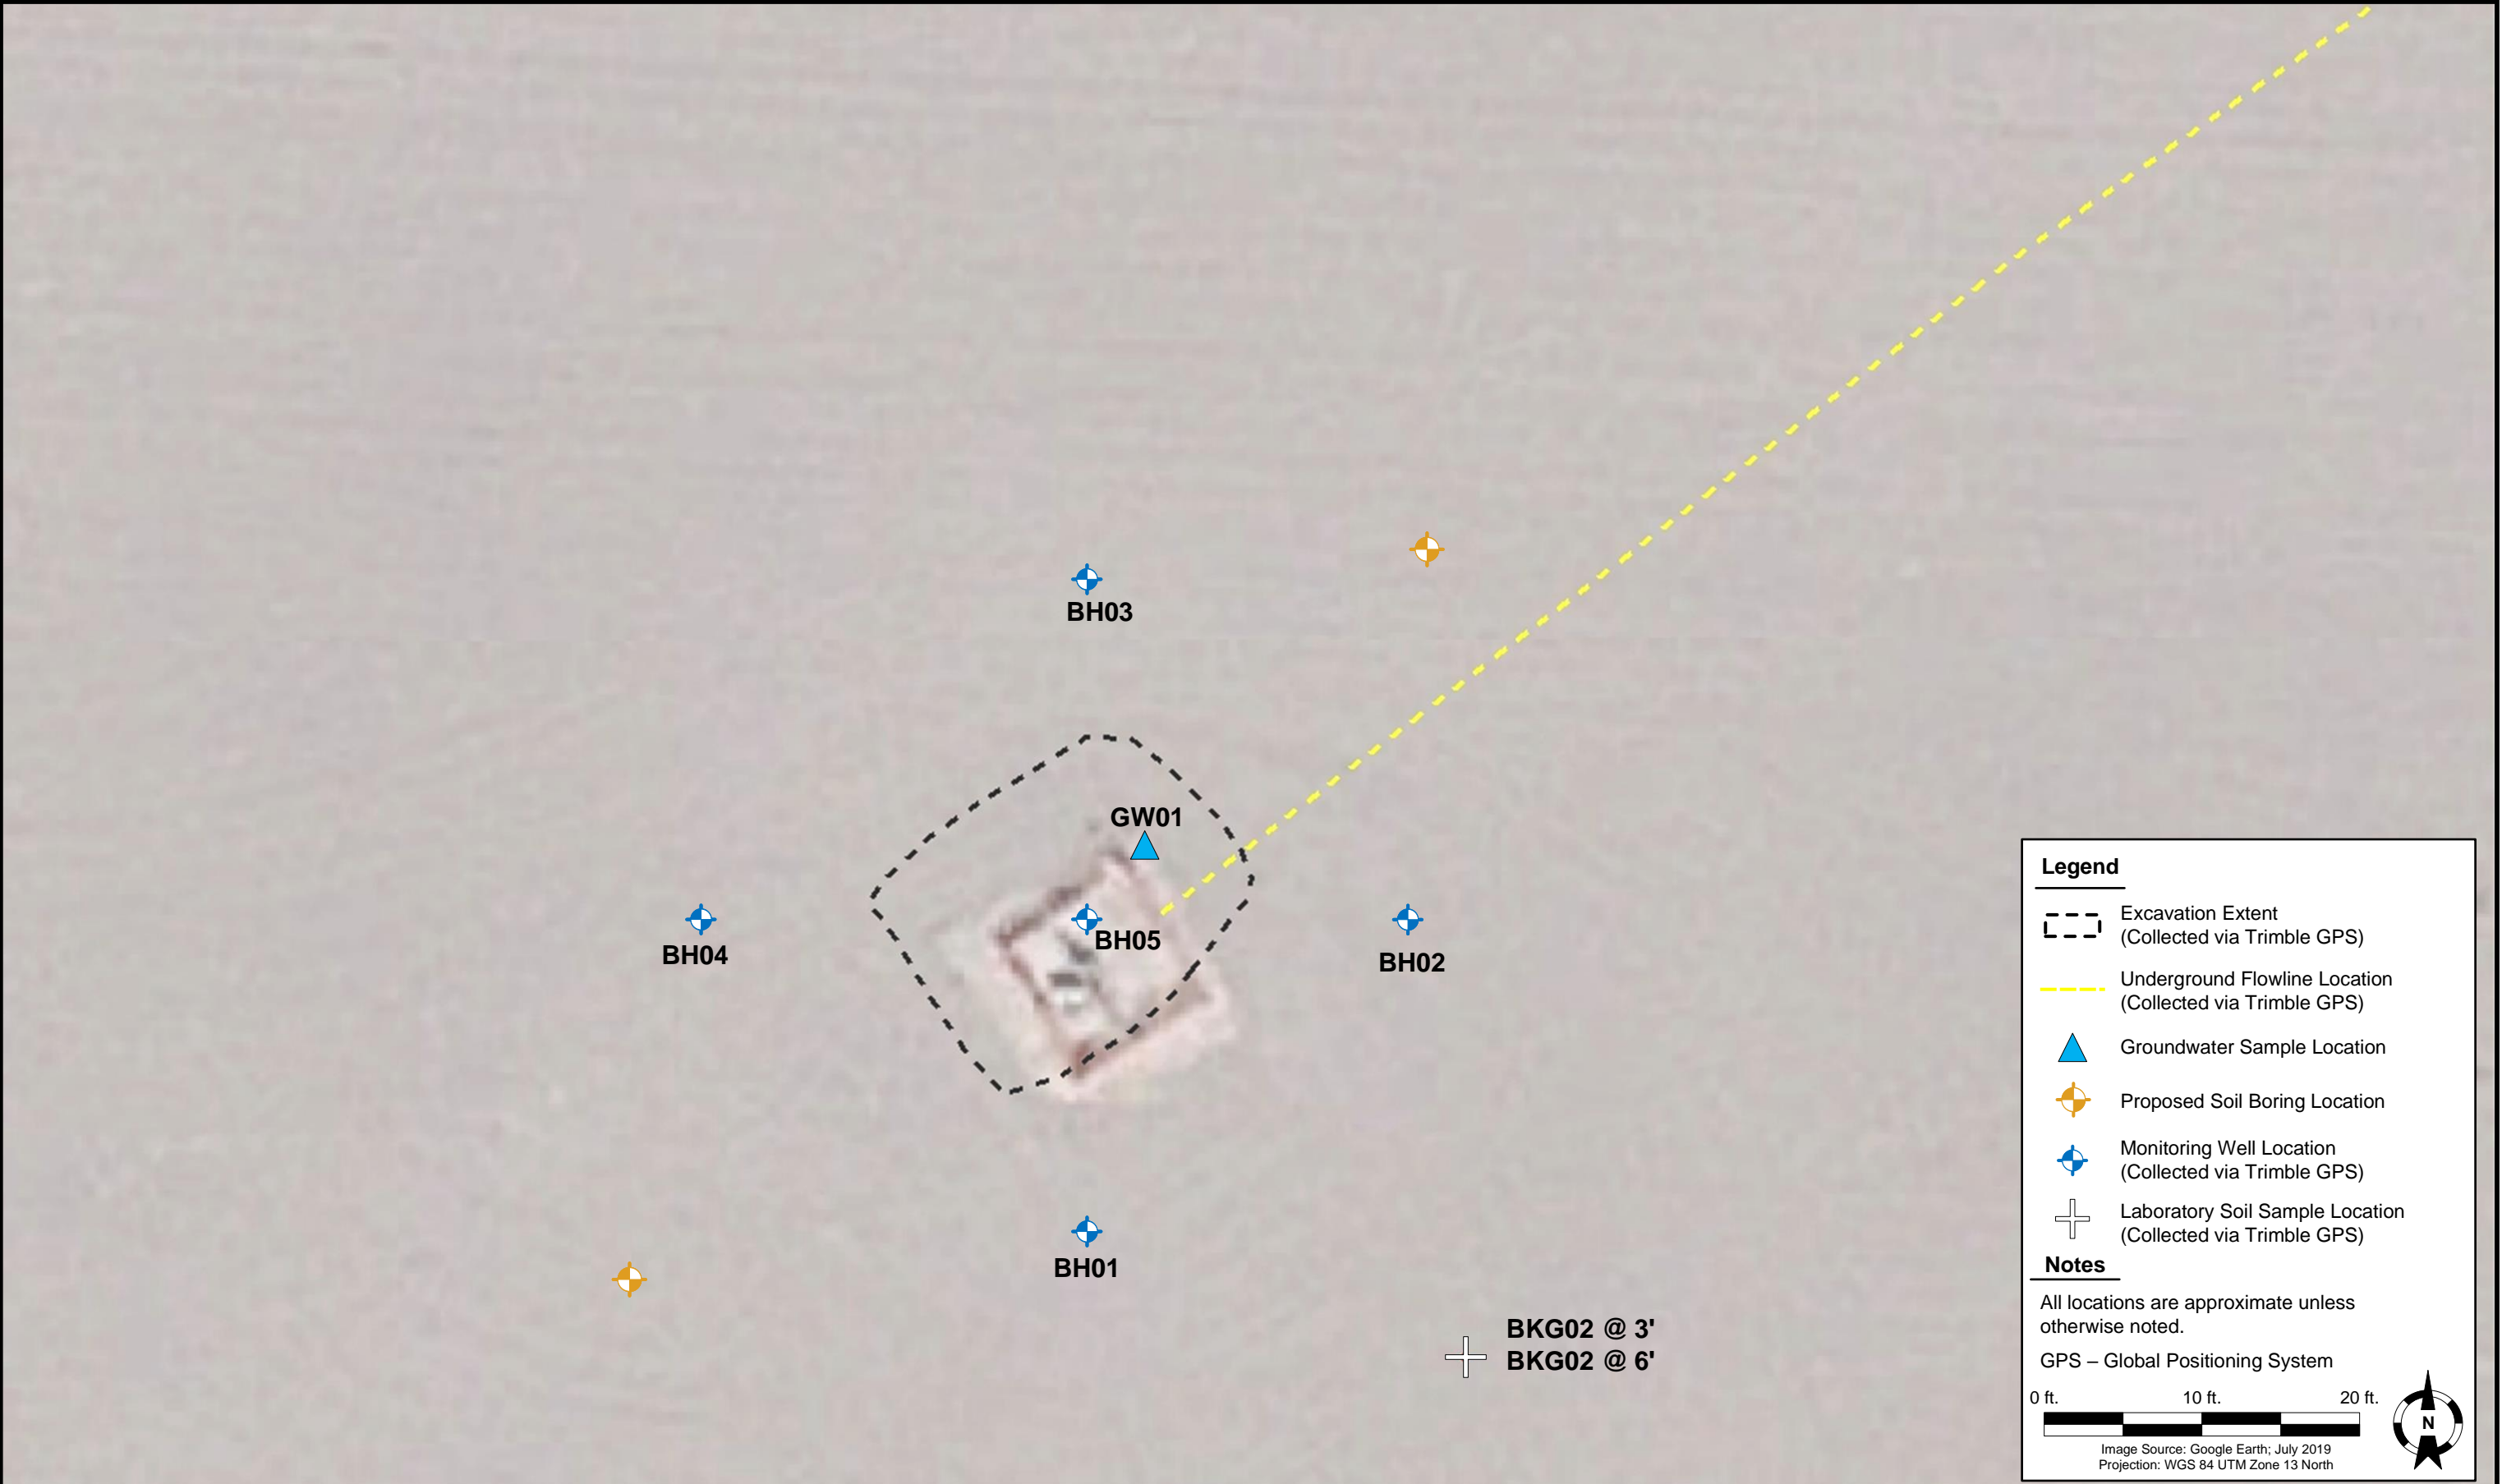 BH03
GW01
BH04
BH05
BH02
BH01
BKG02 @ 3'
BKG02 @ 6'
Legend
Excavation Extent
(Collected via Trimble GPS)
Underground Flowline Location
(Collected via Trimble GPS)
Groundwater Sample Location
Proposed Soil Boring Location
Monitoring Well Location
(Collected via Trimble GPS)
Laboratory Soil Sample Location
(Collected via Trimble GPS)
Notes
All locations are approximate unless
otherwise noted.
GPS – Global Positioning System
0 ft. 10 ft. 20 ft.
N
Image Source: Google Earth; July 2019
Projection: WGS 84 UTM Zone 13 North